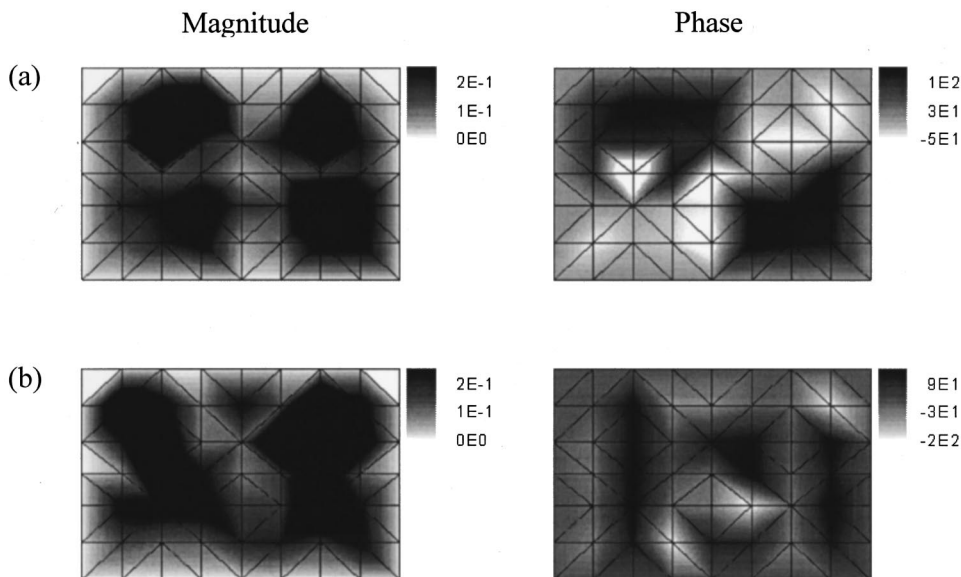 Magnitude Phase
(a)
2E-1
1E-1
0E0
1E2
3E1
-5E1
(b)
2E-1
1E-1
0E0
9E1
-3E1
-2E2